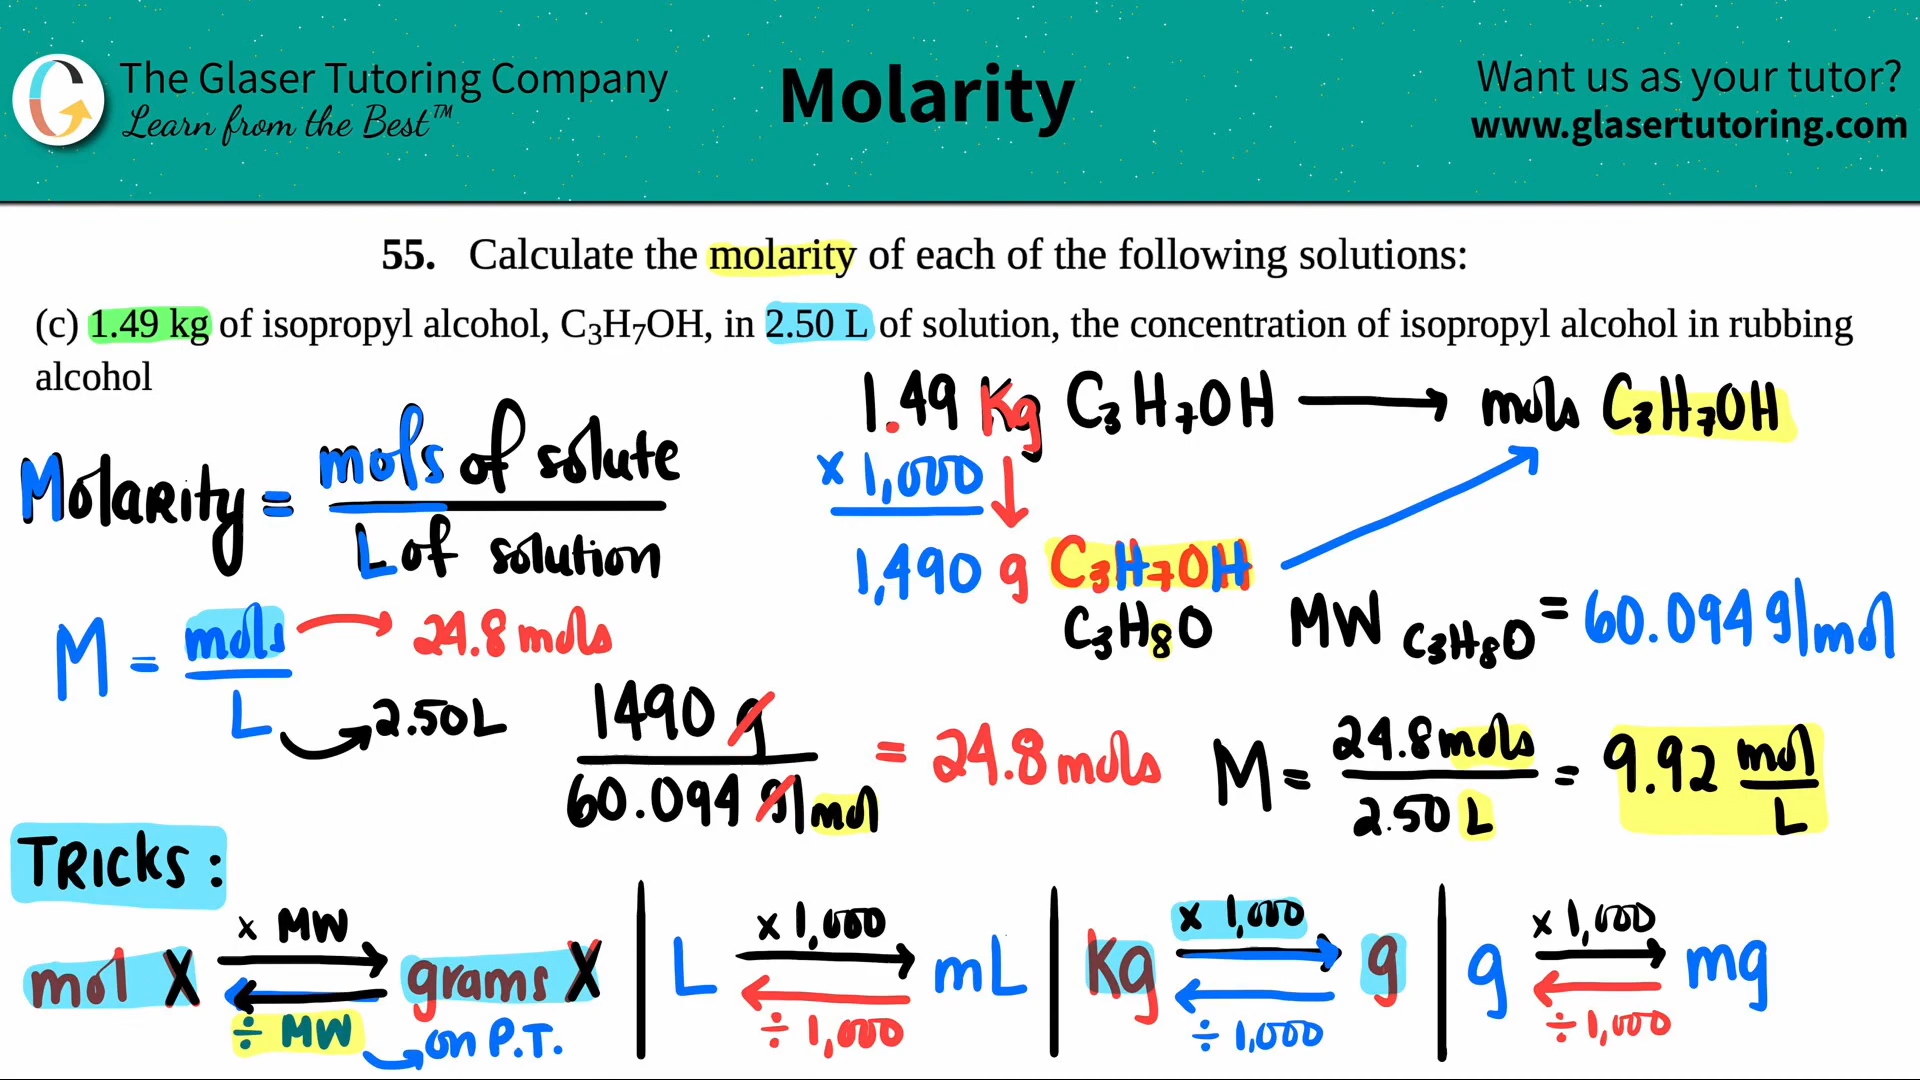 The Glaser Tutoring Company
Learn from the Best™
Molarity
Want us as your tutor?
www.glasertutoring.com
55. Calculate the molarity of each of the following solutions:
(c) 1.49 kg of isopropyl alcohol, C₃H₇OH, in 2.50 L of solution, the concentration of isopropyl alcohol in rubbing
alcohol
Molarity = mols of solute
L of solution
1.49 Kg C₃H₇OH → mols C₃H₇OH
x 1,000
1,490 g C₃H₇OH
C₃H₈O
MW C₃H₈O = 60.094 g/mol
M = mols → 24.8 mols
L → 2.50 L
1490 g
60.094 g/mol
= 24.8 mols
M = 24.8 mols
2.50 L
= 9.92 mol
L
TRICKS:
x MW
mol X
grams X
÷ MW
on P.T.
x 1,000
L
mL
÷ 1,000
x 1,000
Kg
g
÷ 1,000
x 1,000
g
mg
÷ 1,000